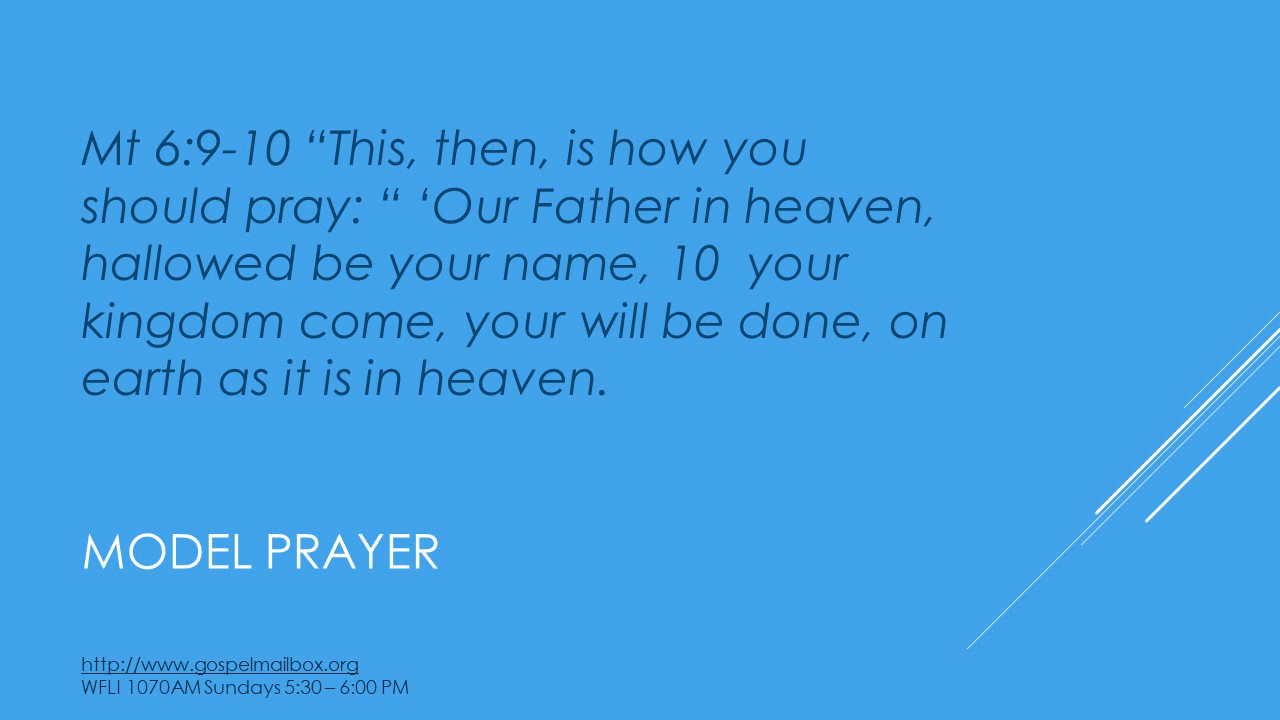 Mt 6:9-10 “This, then, is how you
should pray: “ ‘Our Father in heaven,
hallowed be your name, 10  your
kingdom come, your will be done, on
earth as it is in heaven.
MODEL PRAYER
http://www.gospelmailbox.org
WFLI 1070AM Sundays 5:30 – 6:00 PM